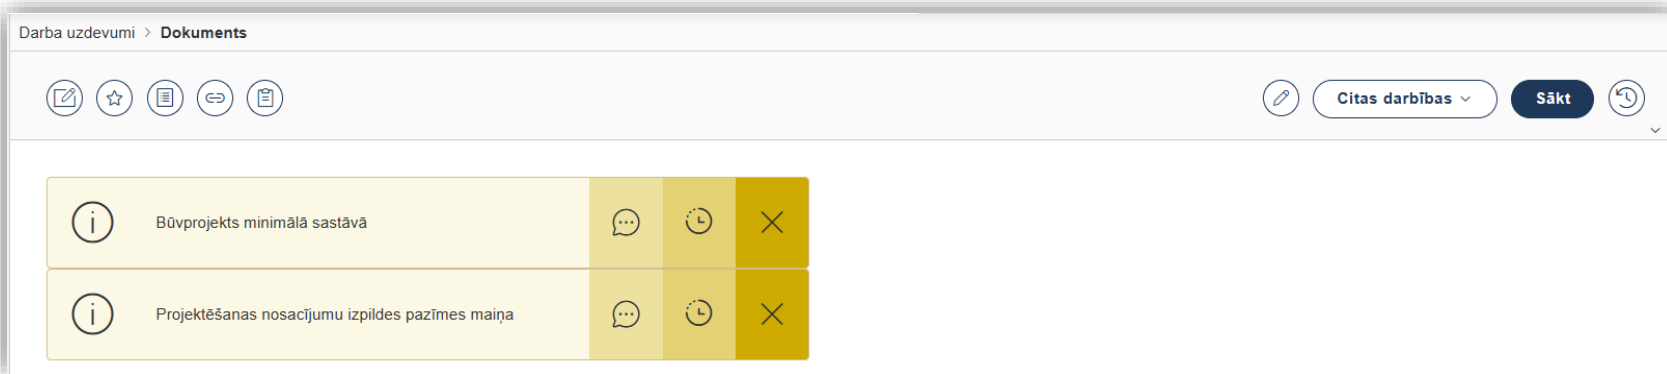 Darba uzdevumi > Dokuments
Citas darbības
Sākt
Būvprojekts minimālā sastāvā
Projektēšanas nosacījumu izpildes pazīmes maiņa